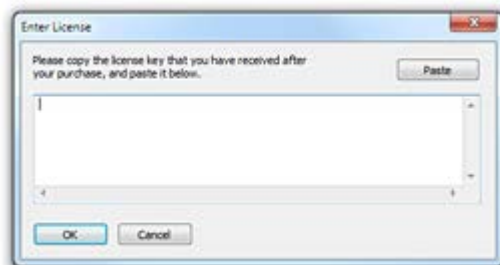 Enter License
Please copy the license key that you have received after
your purchase, and paste it below.
Paste
OK
Cancel